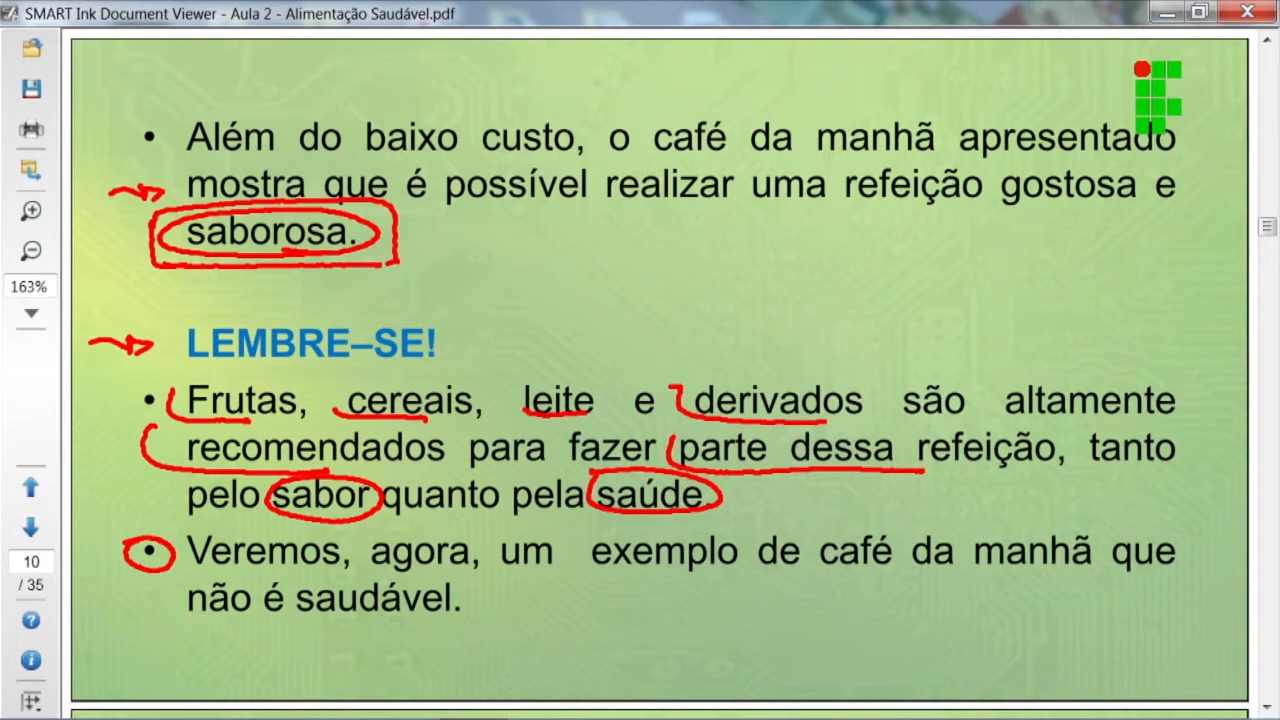 SMART Ink Document Viewer - Aula 2 - Alimentação Saudável.pdf
• Além do baixo custo, o café da manhã apresentado
mostra que é possível realizar uma refeição gostosa e
saborosa.
163%
LEMBRE–SE!
• Frutas, cereais, leite e derivados são altamente
recomendados para fazer parte dessa refeição, tanto
pelo sabor quanto pela saúde.
• Veremos, agora, um exemplo de café da manhã que
não é saudável.
10
/ 35